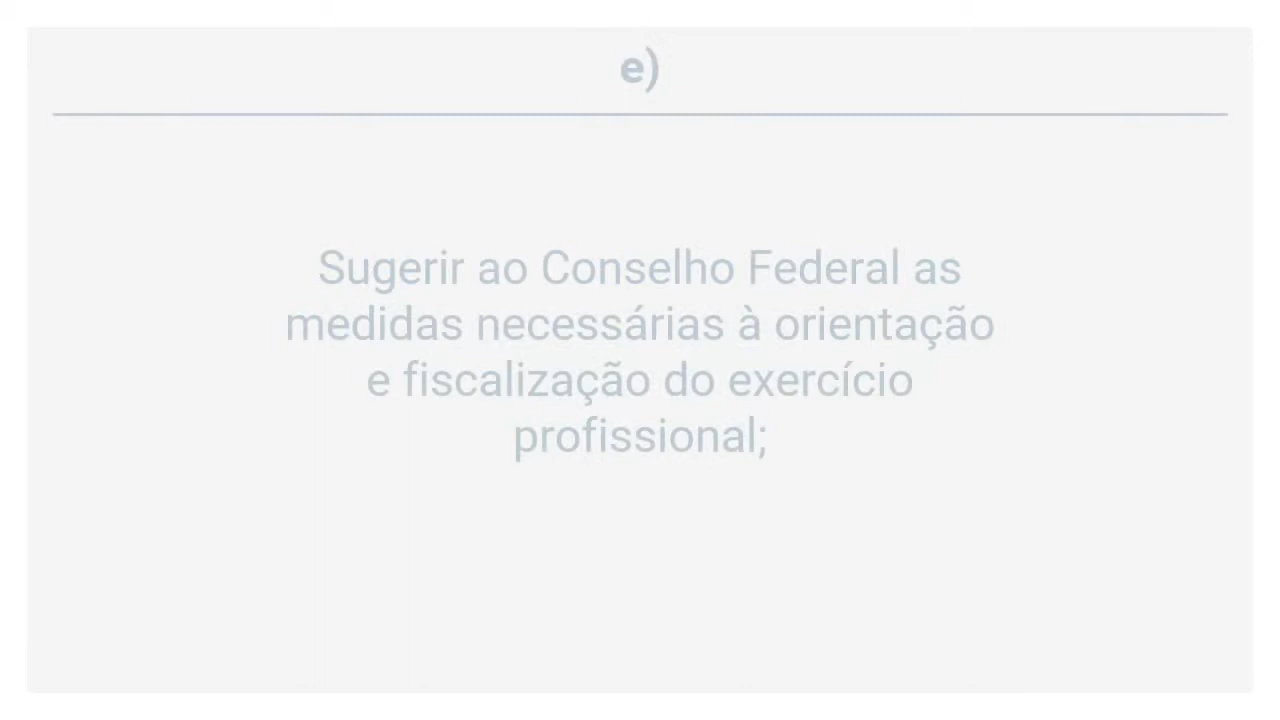 e)
Sugerir ao Conselho Federal as
medidas necessárias à orientação
e fiscalização do exercício
profissional;